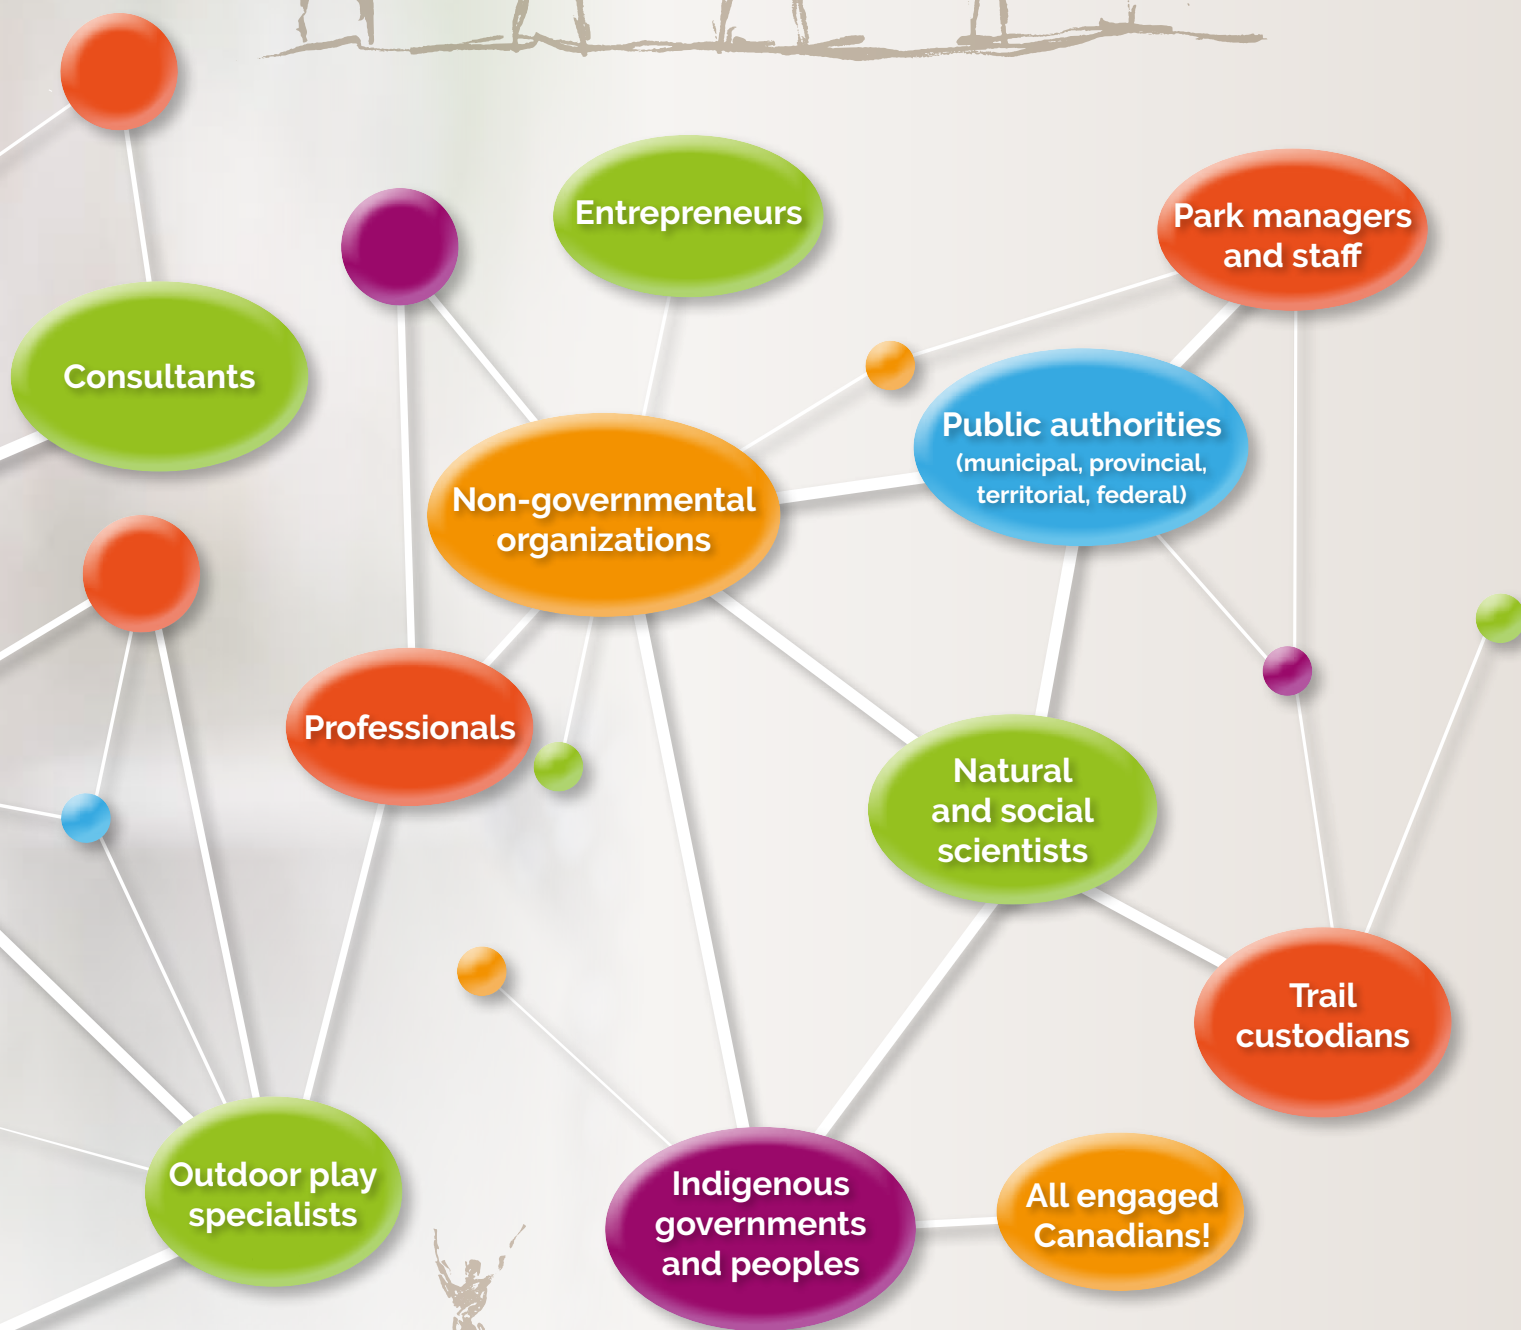 Entrepreneurs
Park managers
and staff
Consultants
Public authorities
(municipal, provincial,
territorial, federal)
Non-governmental
organizations
Professionals
Natural
and social
scientists
Trail
custodians
Outdoor play
specialists
Indigenous
governments
and peoples
All engaged
Canadians!